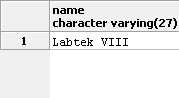 name
character varying(27)
1 Labtek VIII